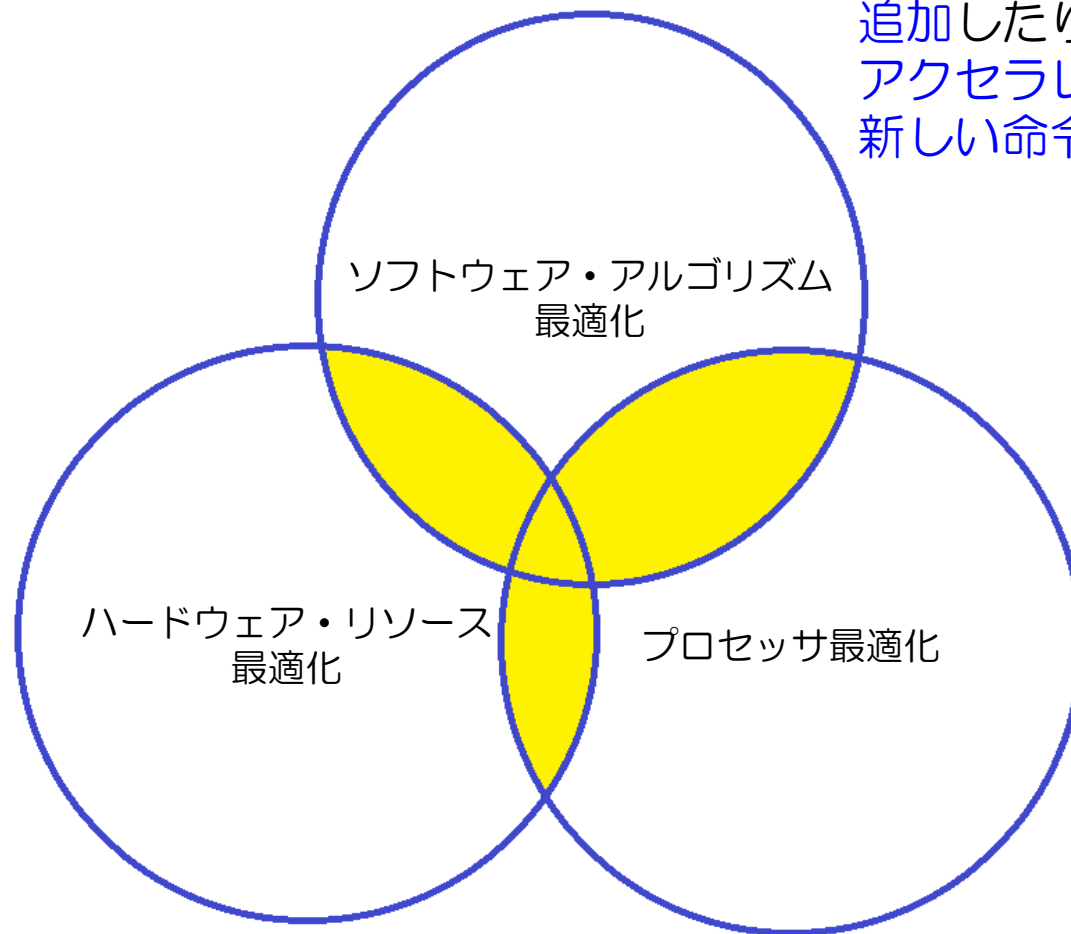 追加したり
アクセラレ
新しい命令
ソフトウェア・アルゴリズム
最適化
ハードウェア・リソース
最適化
プロセッサ最適化